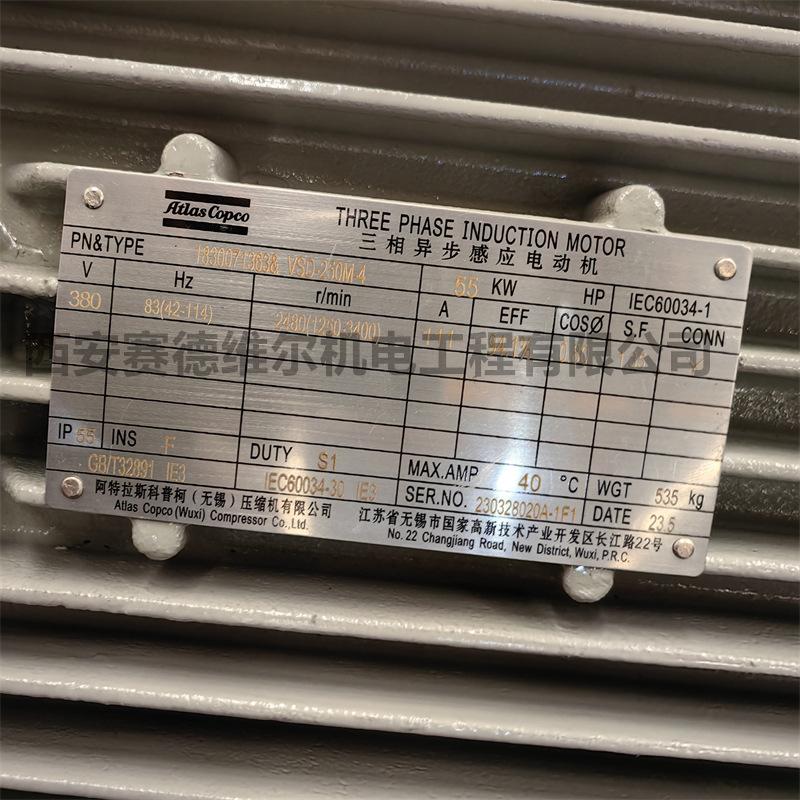 Atlas Copco
THREE PHASE INDUCTION MOTOR
三相异步感应电动机
PN&TYPE VSD-250M-4 55 KW HP IEC60034-1
V Hz r/min A EFF COSØ S.F. CONN
380 83(42-114)
西安赛德维尔机电工程有限公司
IP 55 INS F DUTY S1 MAX.AMP 40 °C WGT 535 kg
GB/T32891 IE3 IEC60034-30 IE3 SER.NO. 230328020A-1F1 DATE 23.5
阿特拉斯科普柯（无锡）压缩机有限公司 江苏省无锡市国家高新技术产业开发区长江路22号
Atlas Copco(Wuxi) Compressor Co.,Ltd. No.22 Changjiang Road, New District, Wuxi, P.R.C.